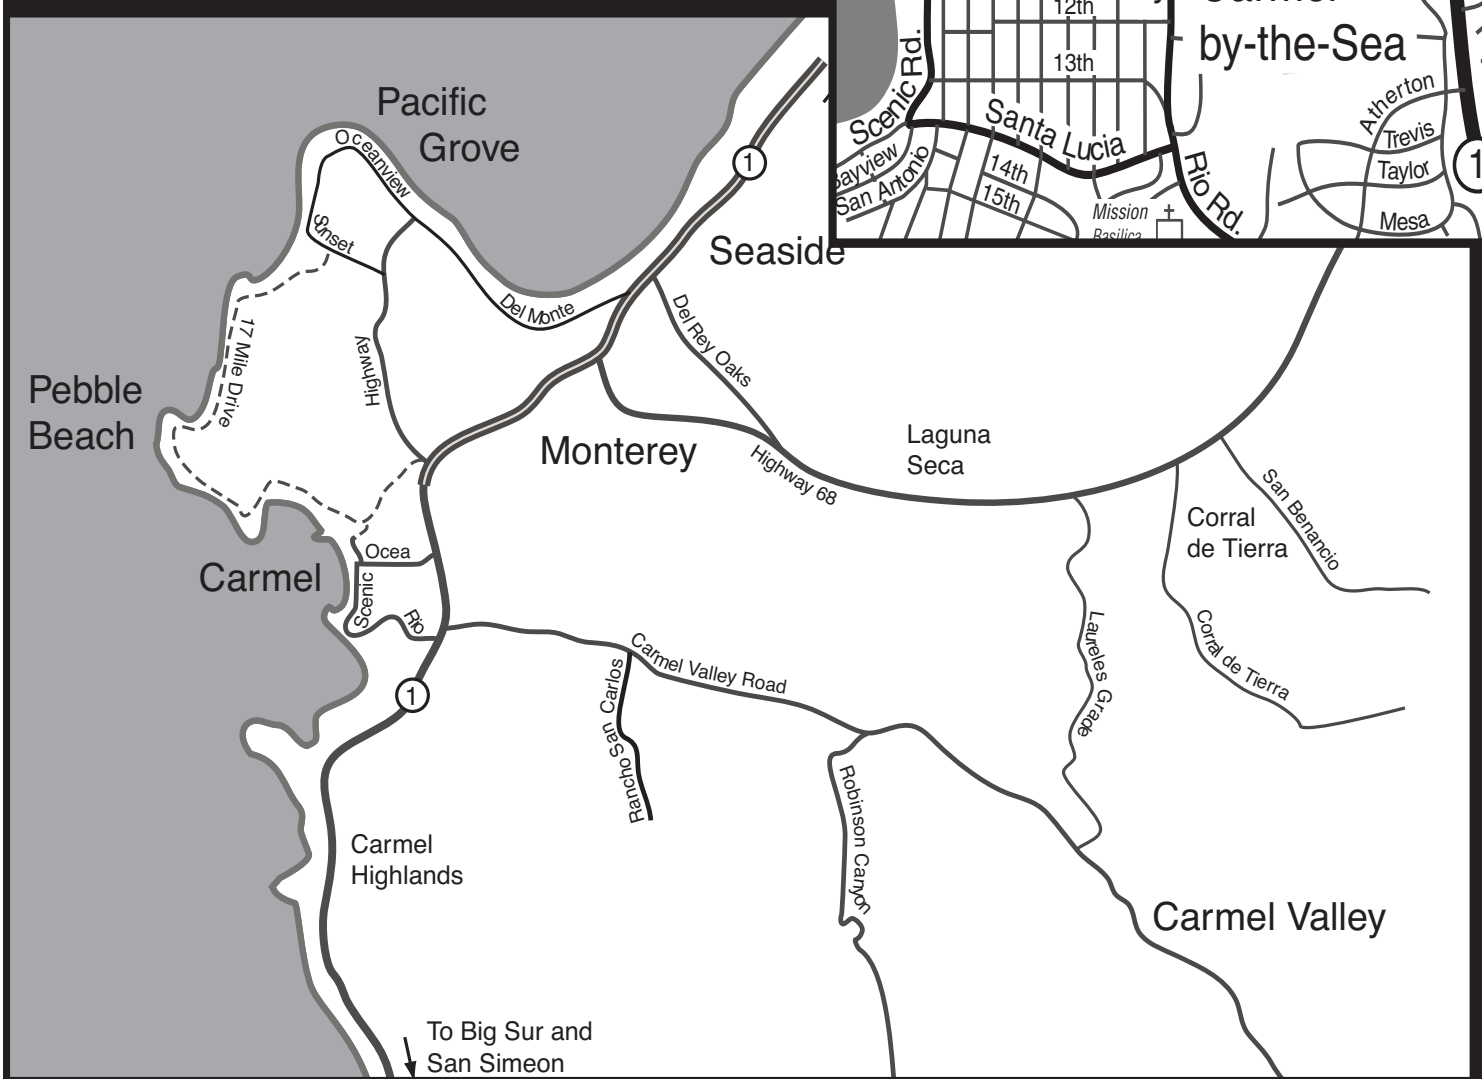 12th
by-the-Sea
13th
Scenic Rd.
Santa Lucia
Atherton
Trevis
Taylor
1
Mesa
San Antonio
14th
15th
Mission
Basilica
Rio Rd.
Pacific
Grove
Oceanview
Sunset
1
Seaside
Del Monte
17 Mile Drive
Highway
Del Rey Oaks
Pebble
Beach
Monterey
Highway 68
Laguna
Seca
San Benancio
Corral
de Tierra
Ocea
Carmel
Scenic
Rio
Carmel Valley Road
Laureles Grade
Corral de Tierra
1
Rancho San Carlos
Robinson Canyon
Carmel
Highlands
Carmel Valley
To Big Sur and
San Simeon